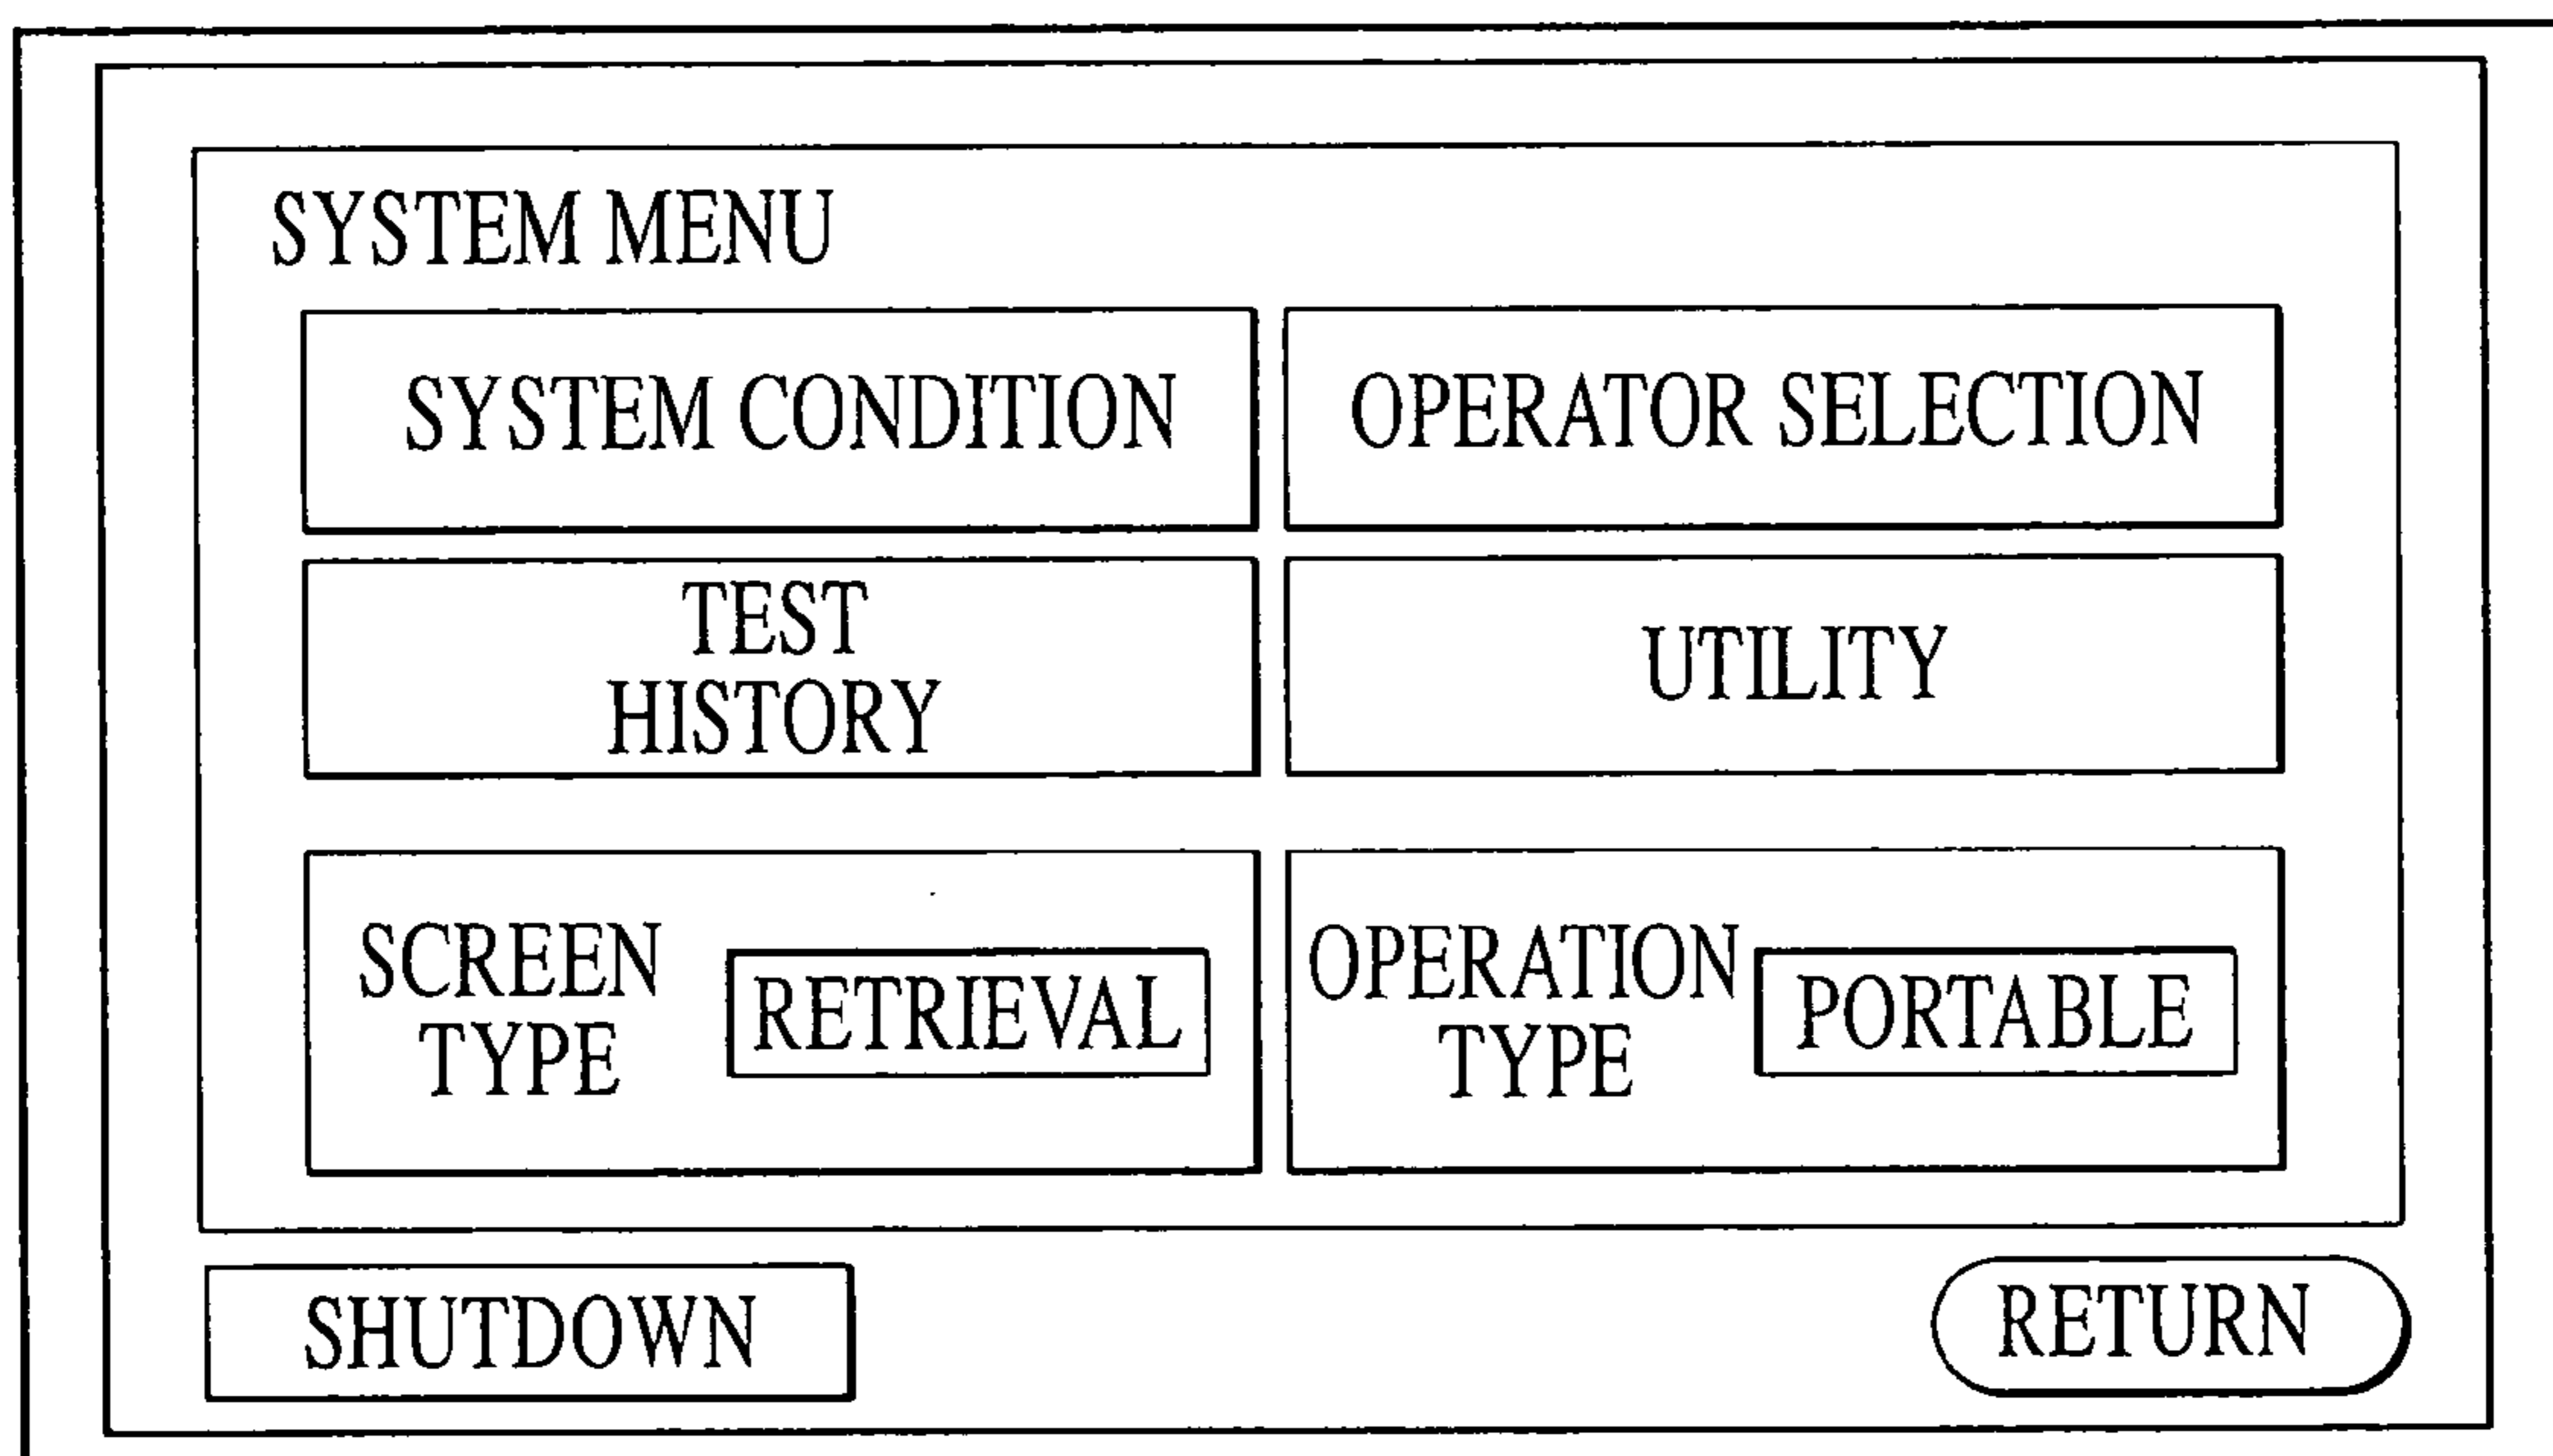 SYSTEM MENU
SYSTEM CONDITION
OPERATOR SELECTION
TEST
HISTORY
UTILITY
SCREEN
TYPE
RETRIEVAL
OPERATION
TYPE
PORTABLE
SHUTDOWN
RETURN